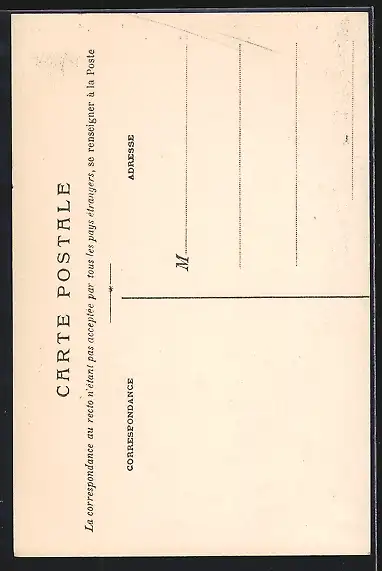 CARTE POSTALE
La correspondance au recto n'étant pas acceptée par tous les pays étrangers, se renseigner à la Poste
CORRESPONDANCE
ADRESSE
M